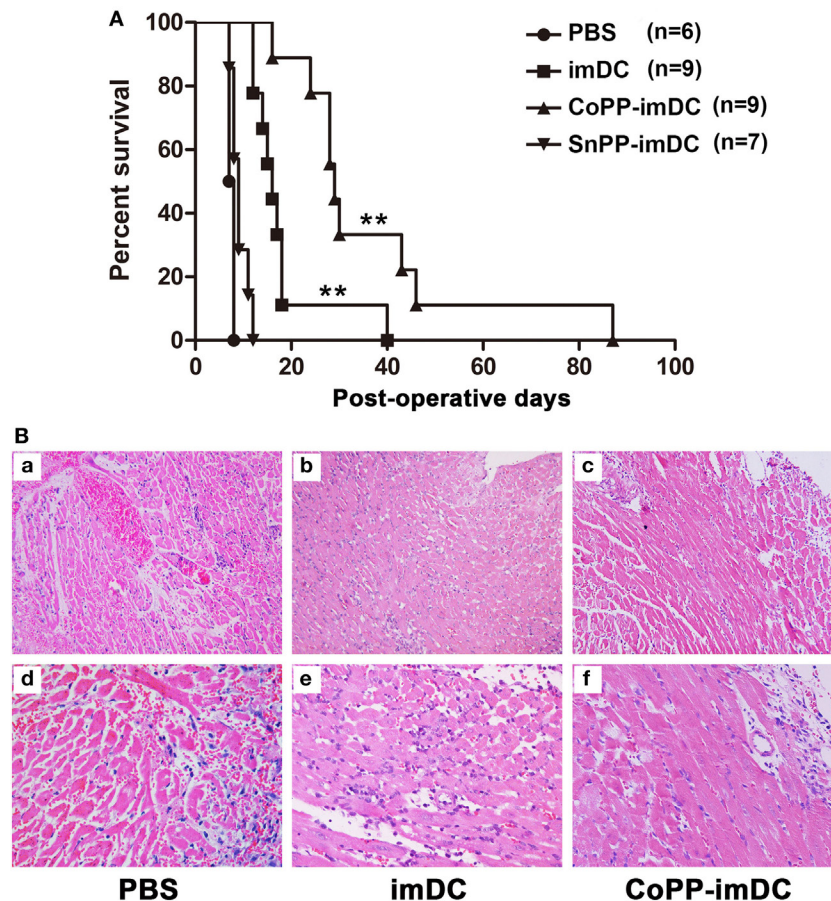 A
100
80
60
40
20
0
Percent survival
0 20 40 60 80 100
Post-operative days
PBS (n=6)
imDC (n=9)
CoPP-imDC (n=9)
SnPP-imDC (n=7)
**
**
B
a b c
d e f
PBS imDC CoPP-imDC